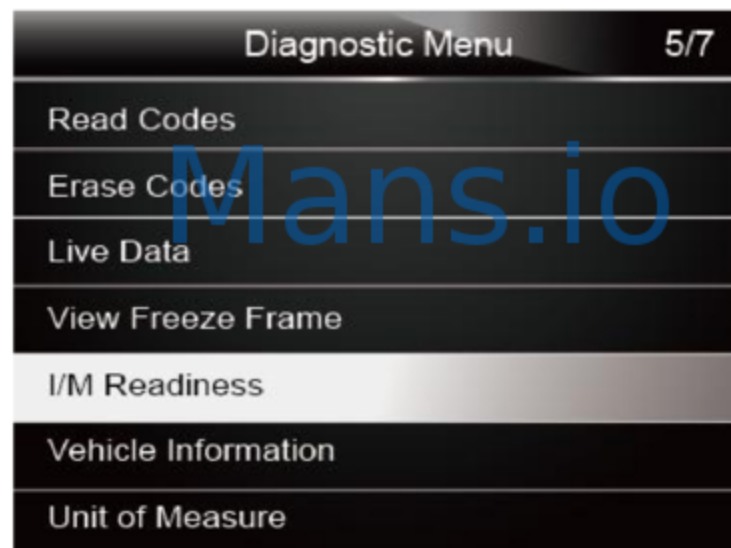 Diagnostic Menu 5/7
Read Codes
Erase Codes
Live Data
View Freeze Frame
I/M Readiness
Vehicle Information
Unit of Measure
Mans.io